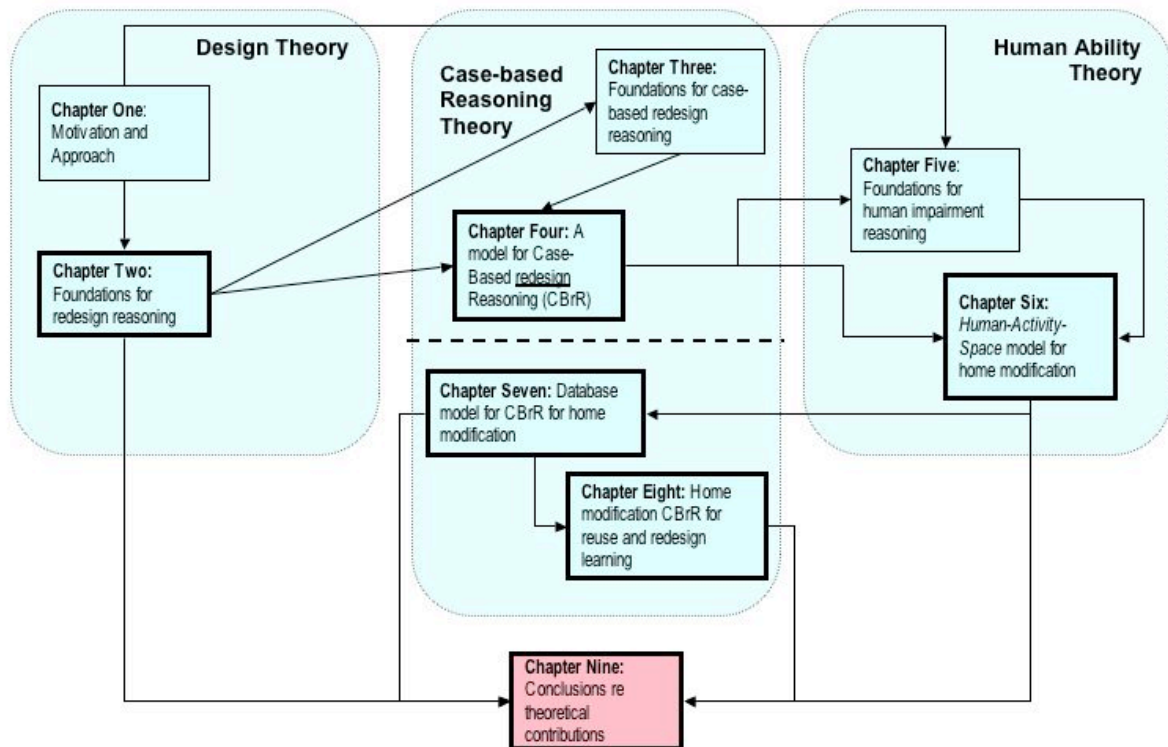 Design Theory
Chapter One:
Motivation and
Approach
Chapter Two:
Foundations for
redesign reasoning
Case-based
Reasoning
Theory
Chapter Three:
Foundations for case-
based redesign
reasoning
Chapter Four: A
model for Case-
Based redesign
Reasoning (CBrR)
Human Ability
Theory
Chapter Five:
Foundations for
human impairment
reasoning
Chapter Six:
Human-Activity-
Space model for
home modification
Chapter Seven: Database
model for CBrR for home
modification
Chapter Eight: Home
modification CBrR for
reuse and redesign
learning
Chapter Nine:
Conclusions re
theoretical
contributions